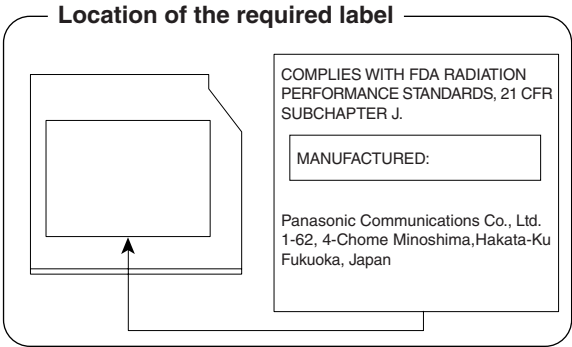 Location of the required label
COMPLIES WITH FDA RADIATION
PERFORMANCE STANDARDS, 21 CFR
SUBCHAPTER J.
MANUFACTURED:
Panasonic Communications Co., Ltd.
1-62, 4-Chome Minoshima,Hakata-Ku
Fukuoka, Japan